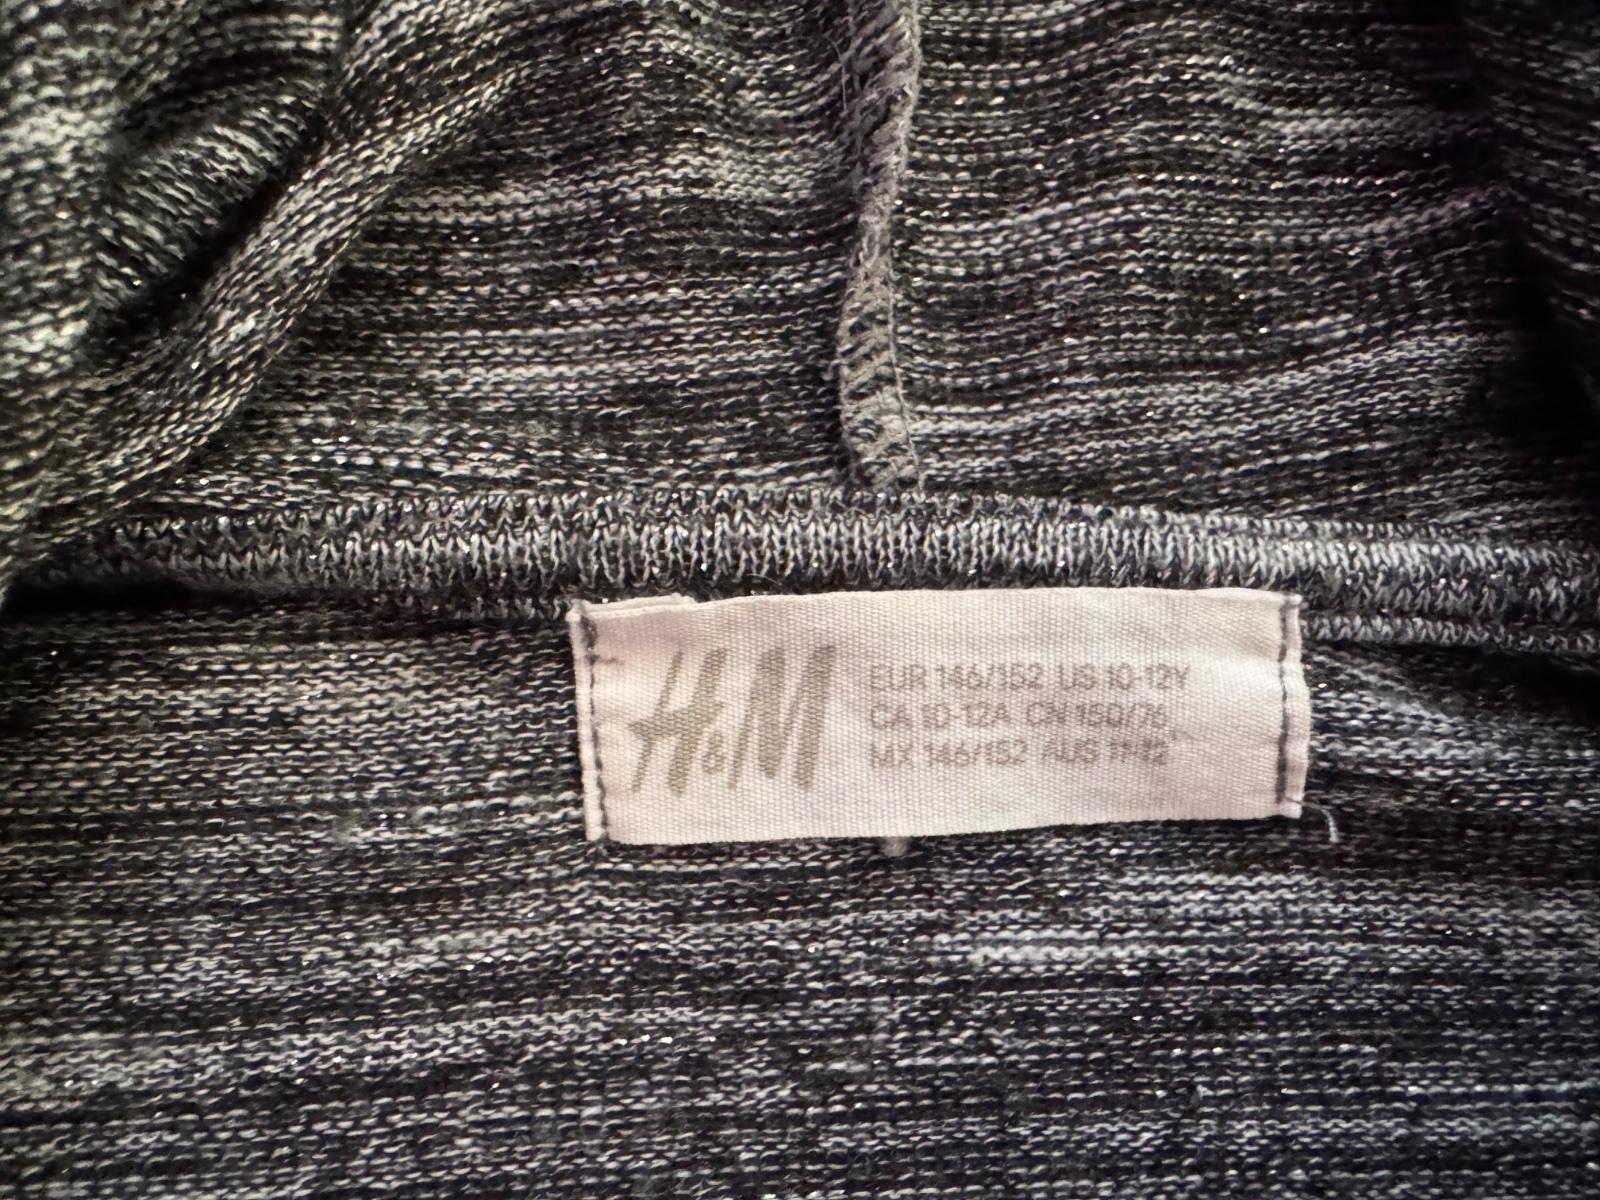 H&M
EUR 146/152 US 10-12Y
CA 10-12A CN 150/76
MX 146/152 AUS 11-12